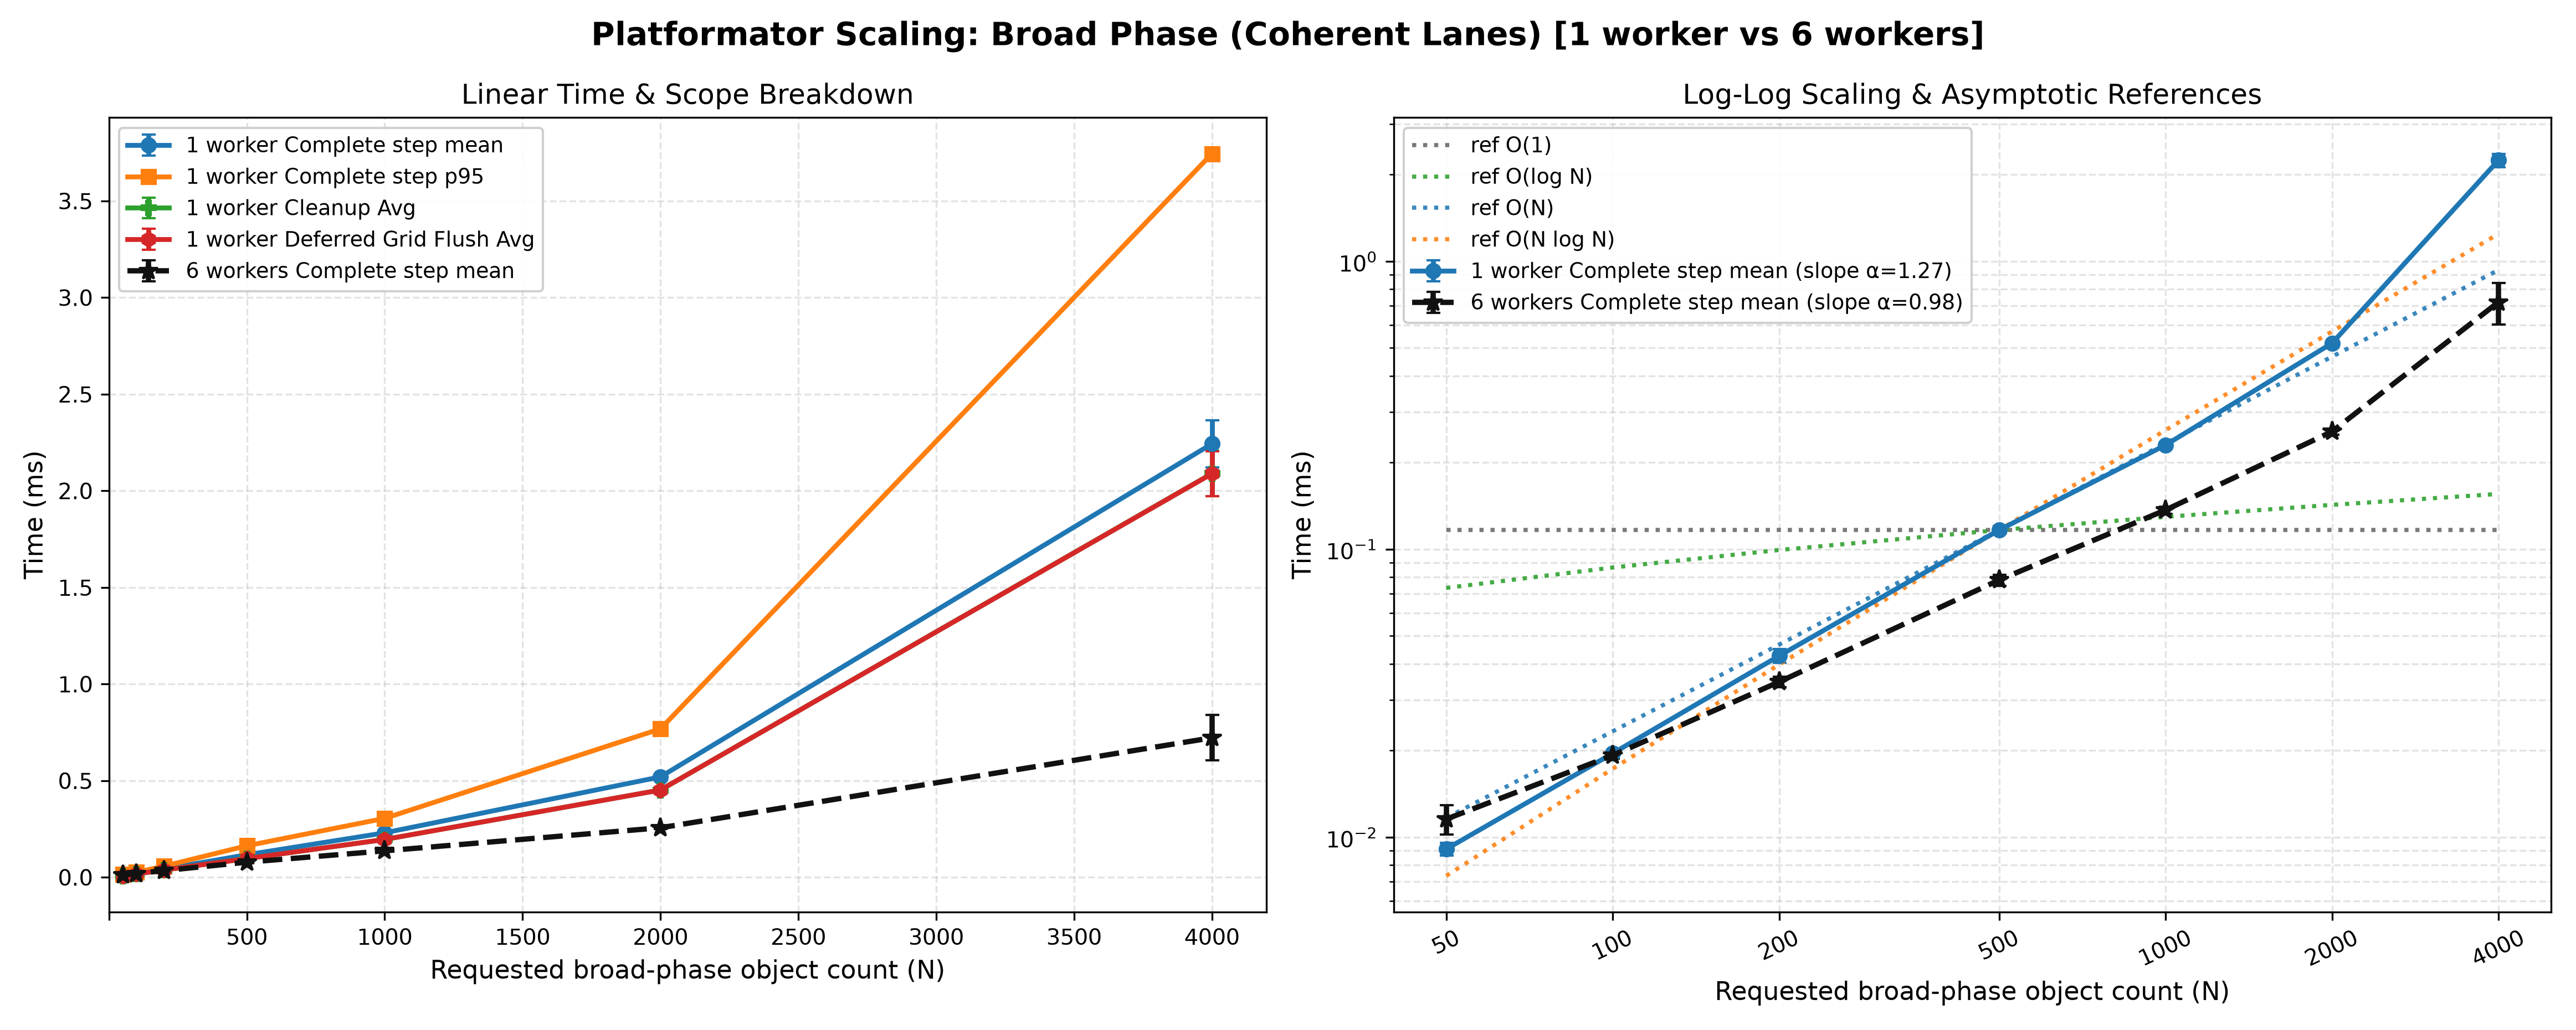 Platformator Scaling: Broad Phase (Coherent Lanes) [1 worker vs 6 workers]
Linear Time & Scope Breakdown
1 worker Complete step mean
1 worker Complete step p95
1 worker Cleanup Avg
1 worker Deferred Grid Flush Avg
6 workers Complete step mean
Time (ms)
3.5
3.0
2.5
2.0
1.5
1.0
0.5
0.0
500
1000
1500
2000
2500
3000
3500
4000
Requested broad-phase object count (N)
Log-Log Scaling & Asymptotic References
ref O(1)
ref O(log N)
ref O(N)
ref O(N log N)
1 worker Complete step mean (slope α=1.27)
6 workers Complete step mean (slope α=0.98)
Time (ms)
10⁰
10⁻¹
10⁻²
50
100
200
500
1000
2000
4000
Requested broad-phase object count (N)